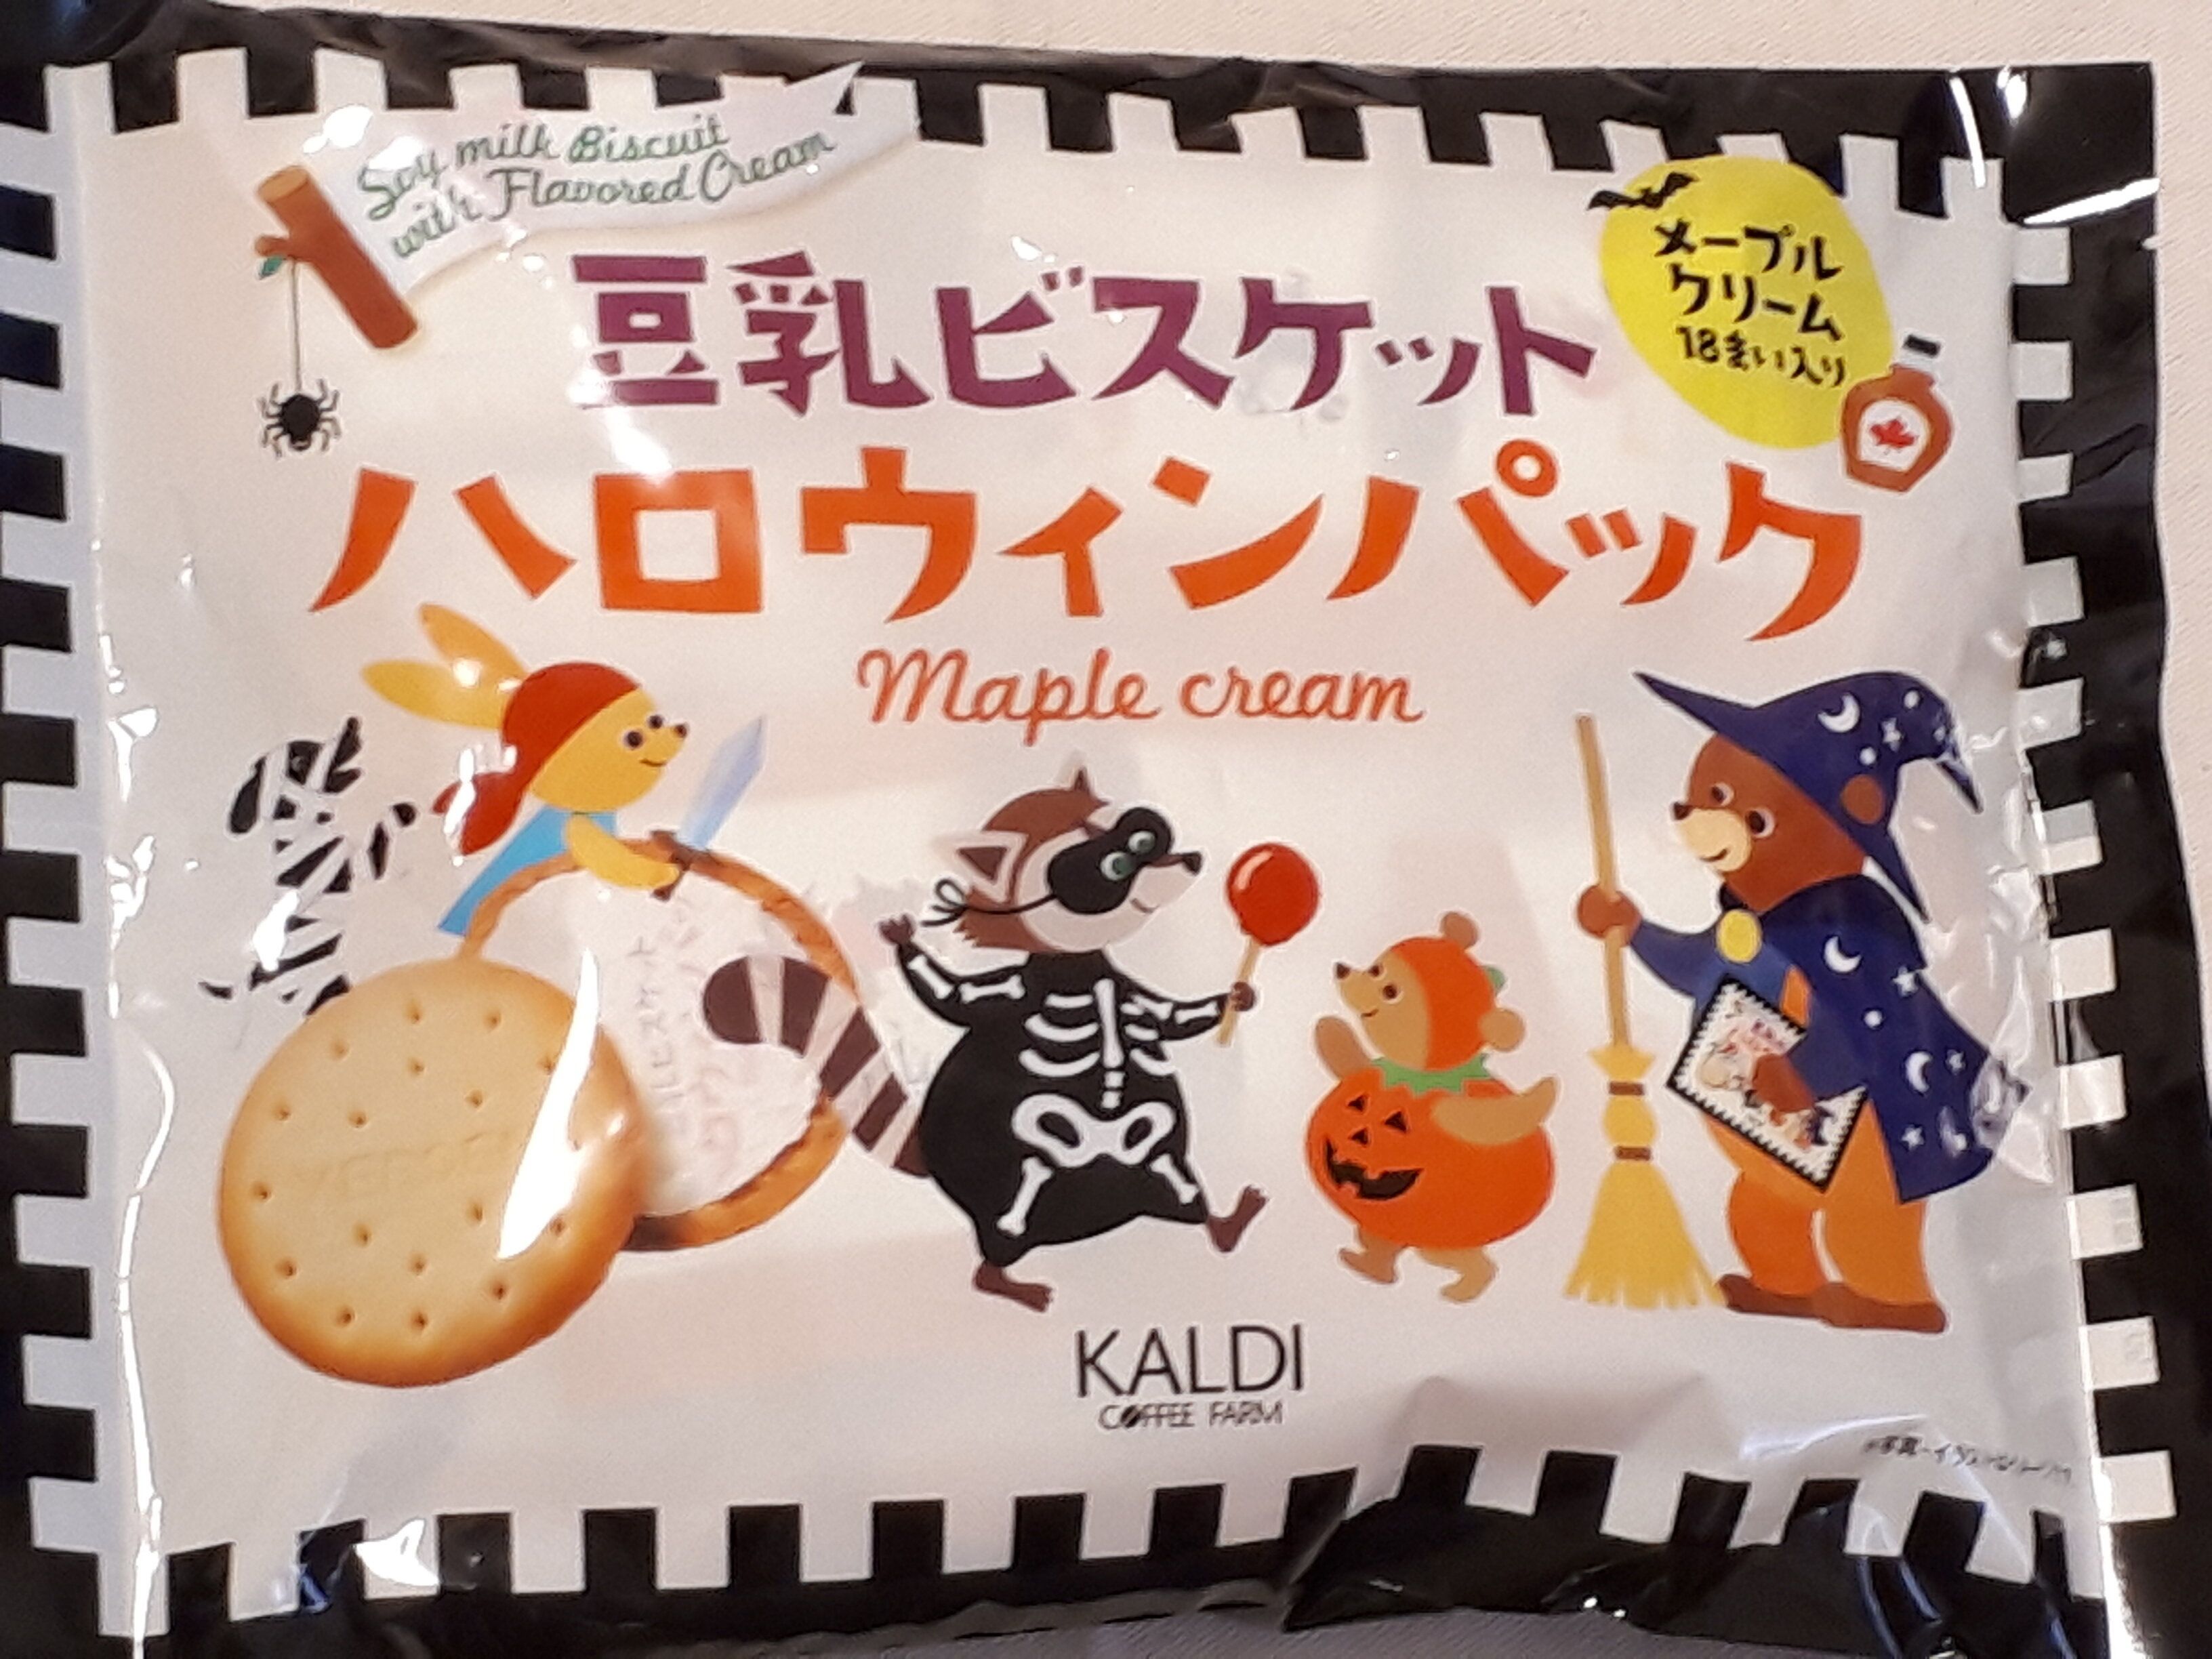 Soy milk Biscuit
with Flavored Cream
豆乳ビスケット
ハロウィンパック
メープル
クリーム
18まい入り
Maple cream
KALDI
COFFEE FARM